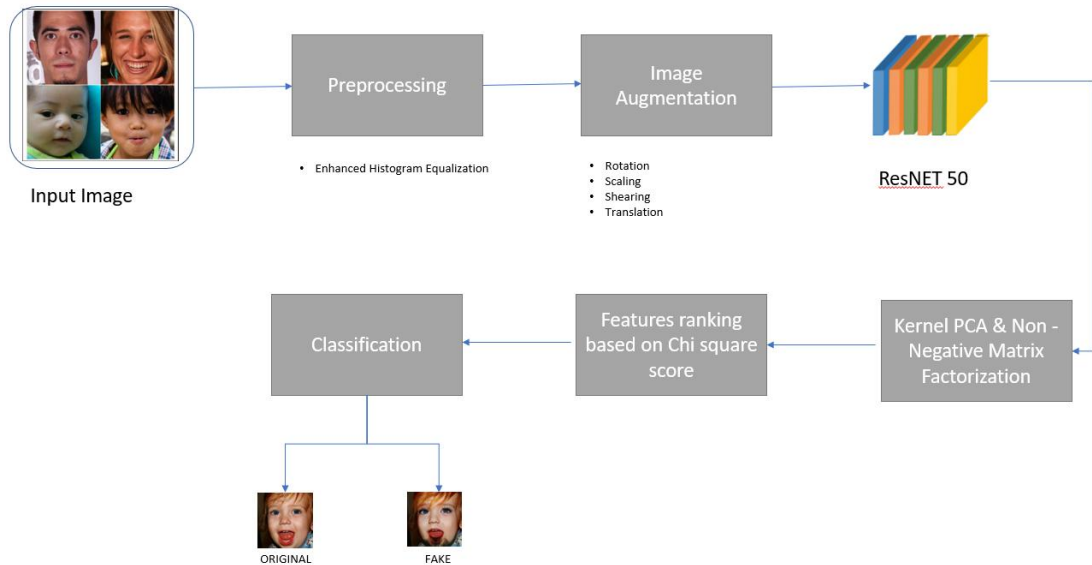 Preprocessing
Image
Augmentation
• Enhanced Histogram Equalization
• Rotation
• Scaling
• Shearing
• Translation
Input Image
ResNET 50
Classification
Features ranking
based on Chi square
score
Kernel PCA & Non -
Negative Matrix
Factorization
ORIGINAL
FAKE